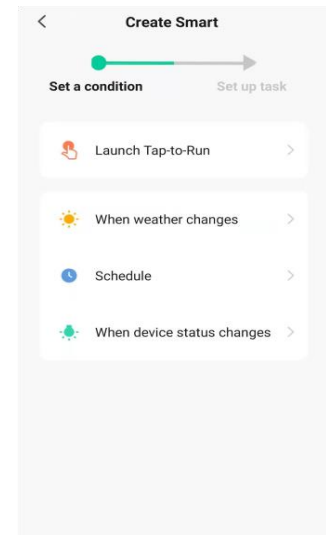 Create Smart
Set a condition Set up task
Launch Tap-to-Run
When weather changes
Schedule
When device status changes